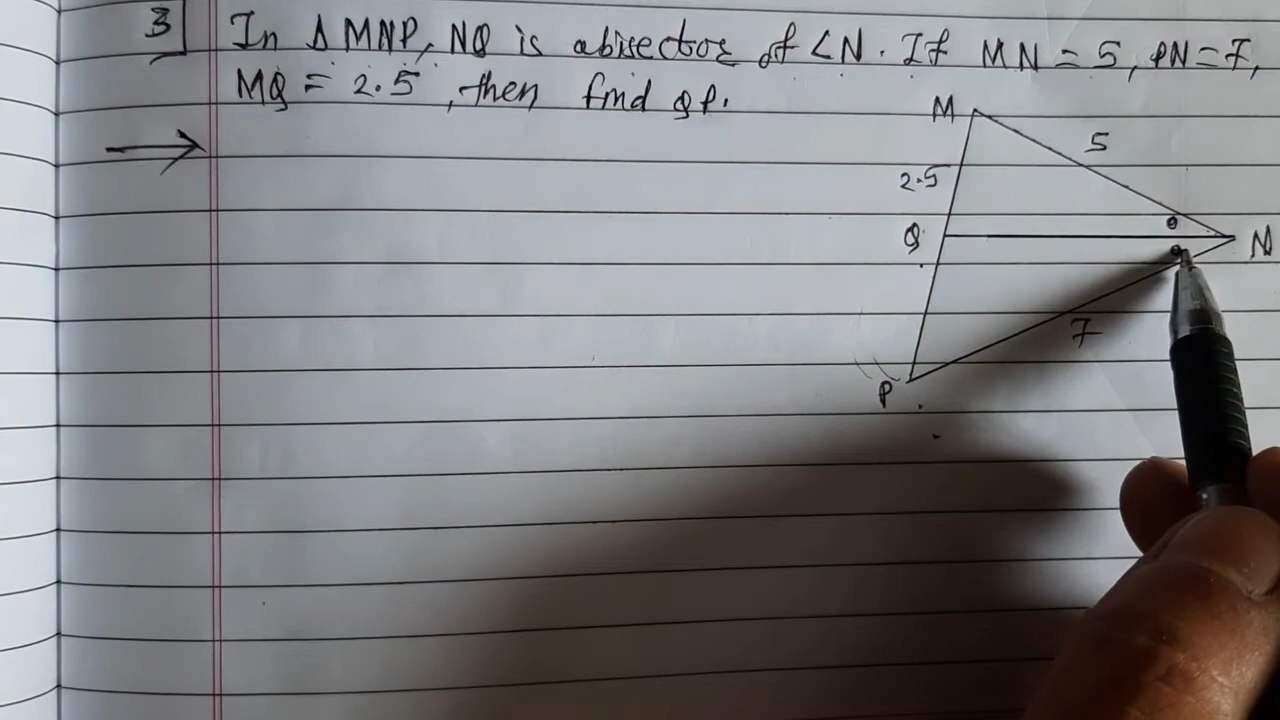 3 In Δ MNP, NQ is a bisector of ∠N. If MN = 5, PN = 7,
MQ = 2.5, then find QP.
M
5
2.5
Q
N
7
P